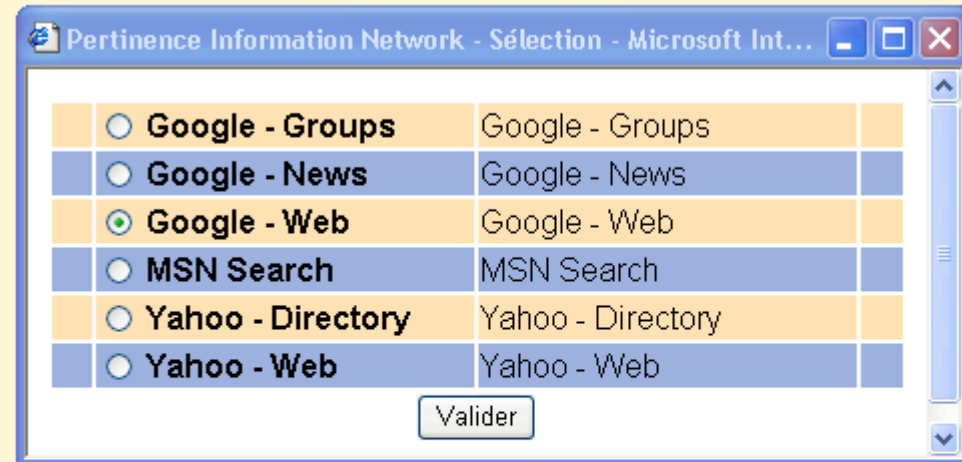 Pertinence Information Network - Sélection - Microsoft Int...
Google - Groups Google - Groups
Google - News Google - News
Google - Web Google - Web
MSN Search MSN Search
Yahoo - Directory Yahoo - Directory
Yahoo - Web Yahoo - Web
Valider